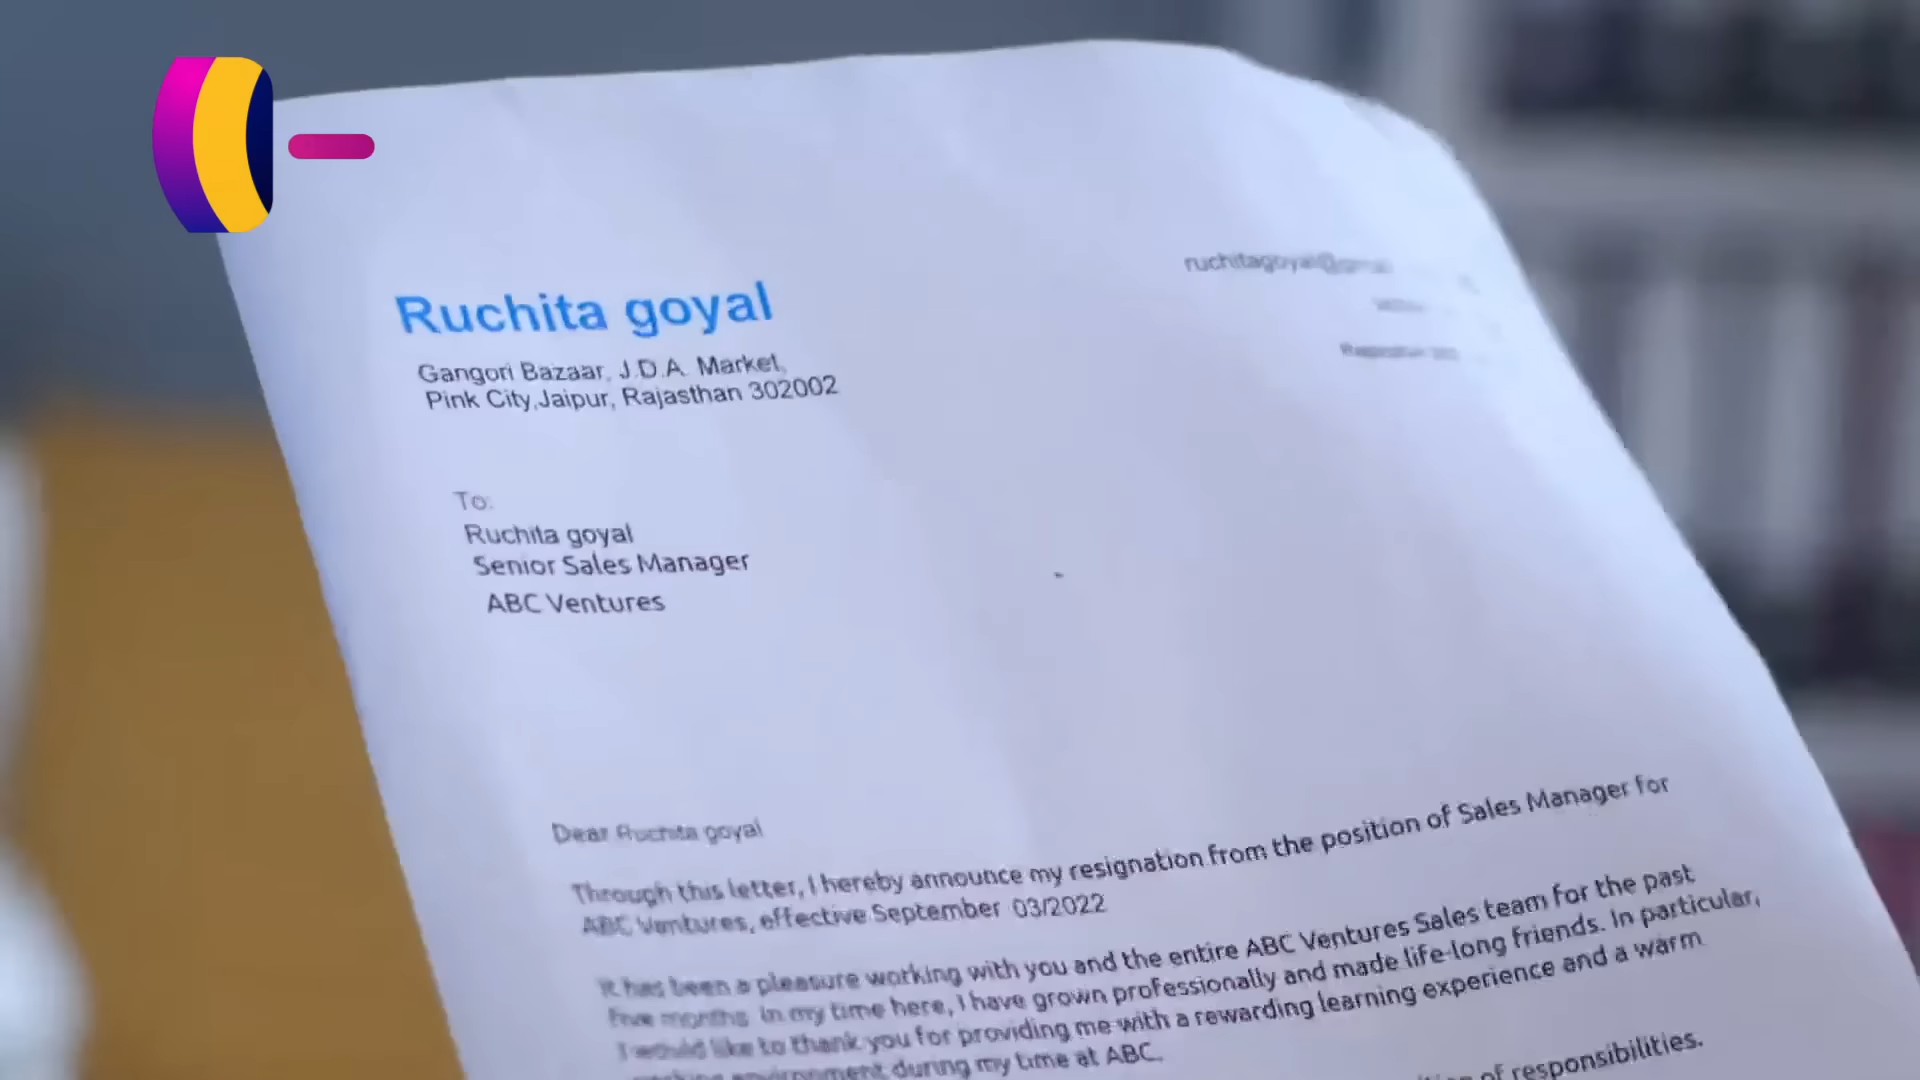 Ruchita goyal
Gangori Bazaar, J.D.A. Market,
Pink City,Jaipur, Rajasthan 302002
To:
Ruchita goyal
Senior Sales Manager
ABC Ventures
Dear Ruchita goyal
Through this letter, I hereby announce my resignation from the position of Sales Manager for
ABC Ventures, effective September 03/2022
It has been a pleasure working with you and the entire ABC Ventures Sales team for the past
five months. In my time here, I have grown professionally and made life-long friends. In particular,
I would like to thank you for providing me with a rewarding learning experience and a warm
working environment during my time at ABC.
of responsibilities.